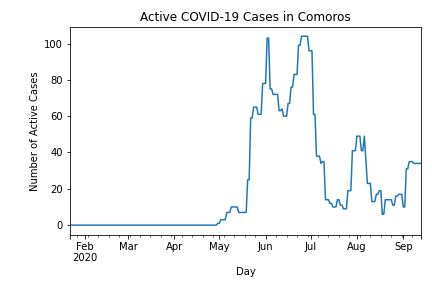 Active COVID-19 Cases in Comoros
Number of Active Cases
100
80
60
40
20
0
Feb Mar Apr May Jun Jul Aug Sep
2020
Day